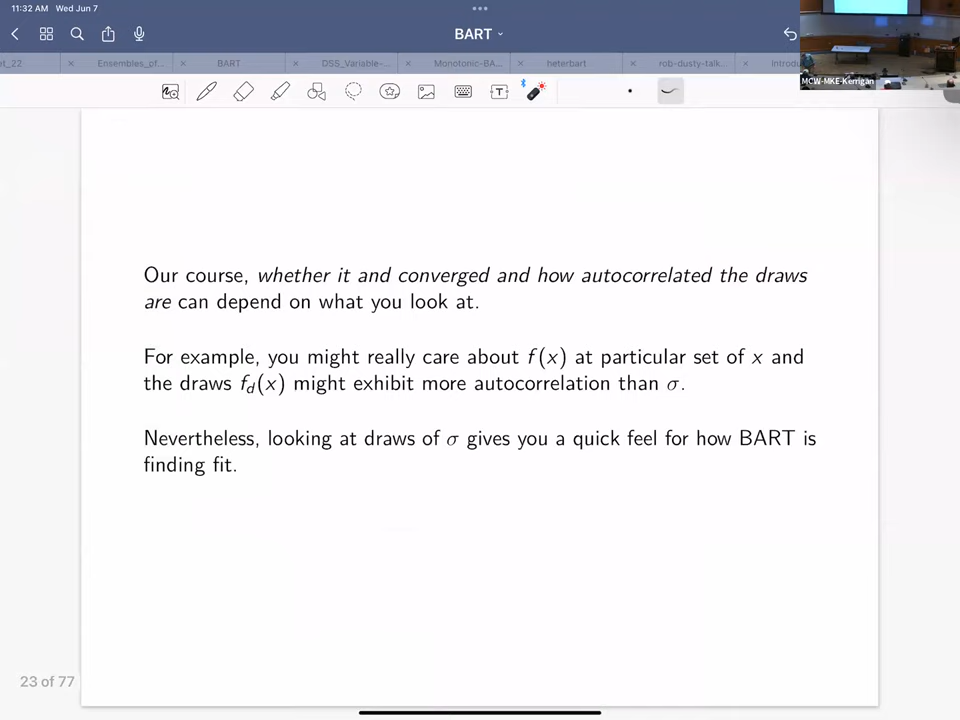 11:32 AM Wed Jun 7
BART
et_22
Ensembles_of...
BART
DSS_Variable-...
Monotonic-BA...
heterbart
rob-dusty-talk...
Introdu
MCW-MKE-Kerrigan
T
Our course, whether it and converged and how autocorrelated the draws
are can depend on what you look at.
For example, you might really care about f(x) at particular set of x and
the draws f_d(x) might exhibit more autocorrelation than σ.
Nevertheless, looking at draws of σ gives you a quick feel for how BART is
finding fit.
23 of 77